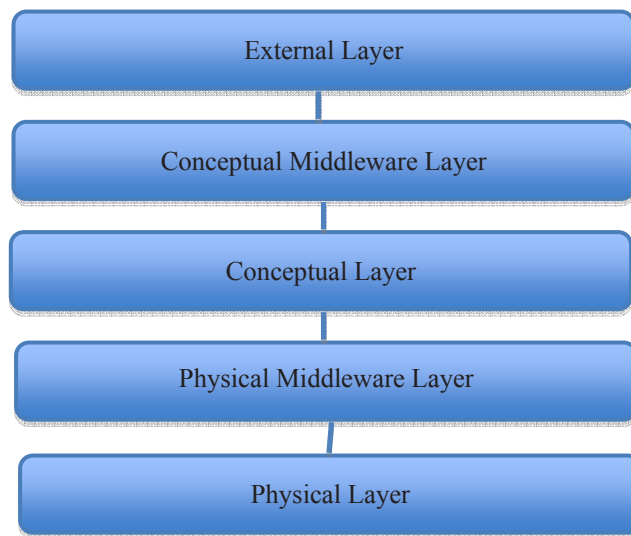 External Layer
Conceptual Middleware Layer
Conceptual Layer
Physical Middleware Layer
Physical Layer